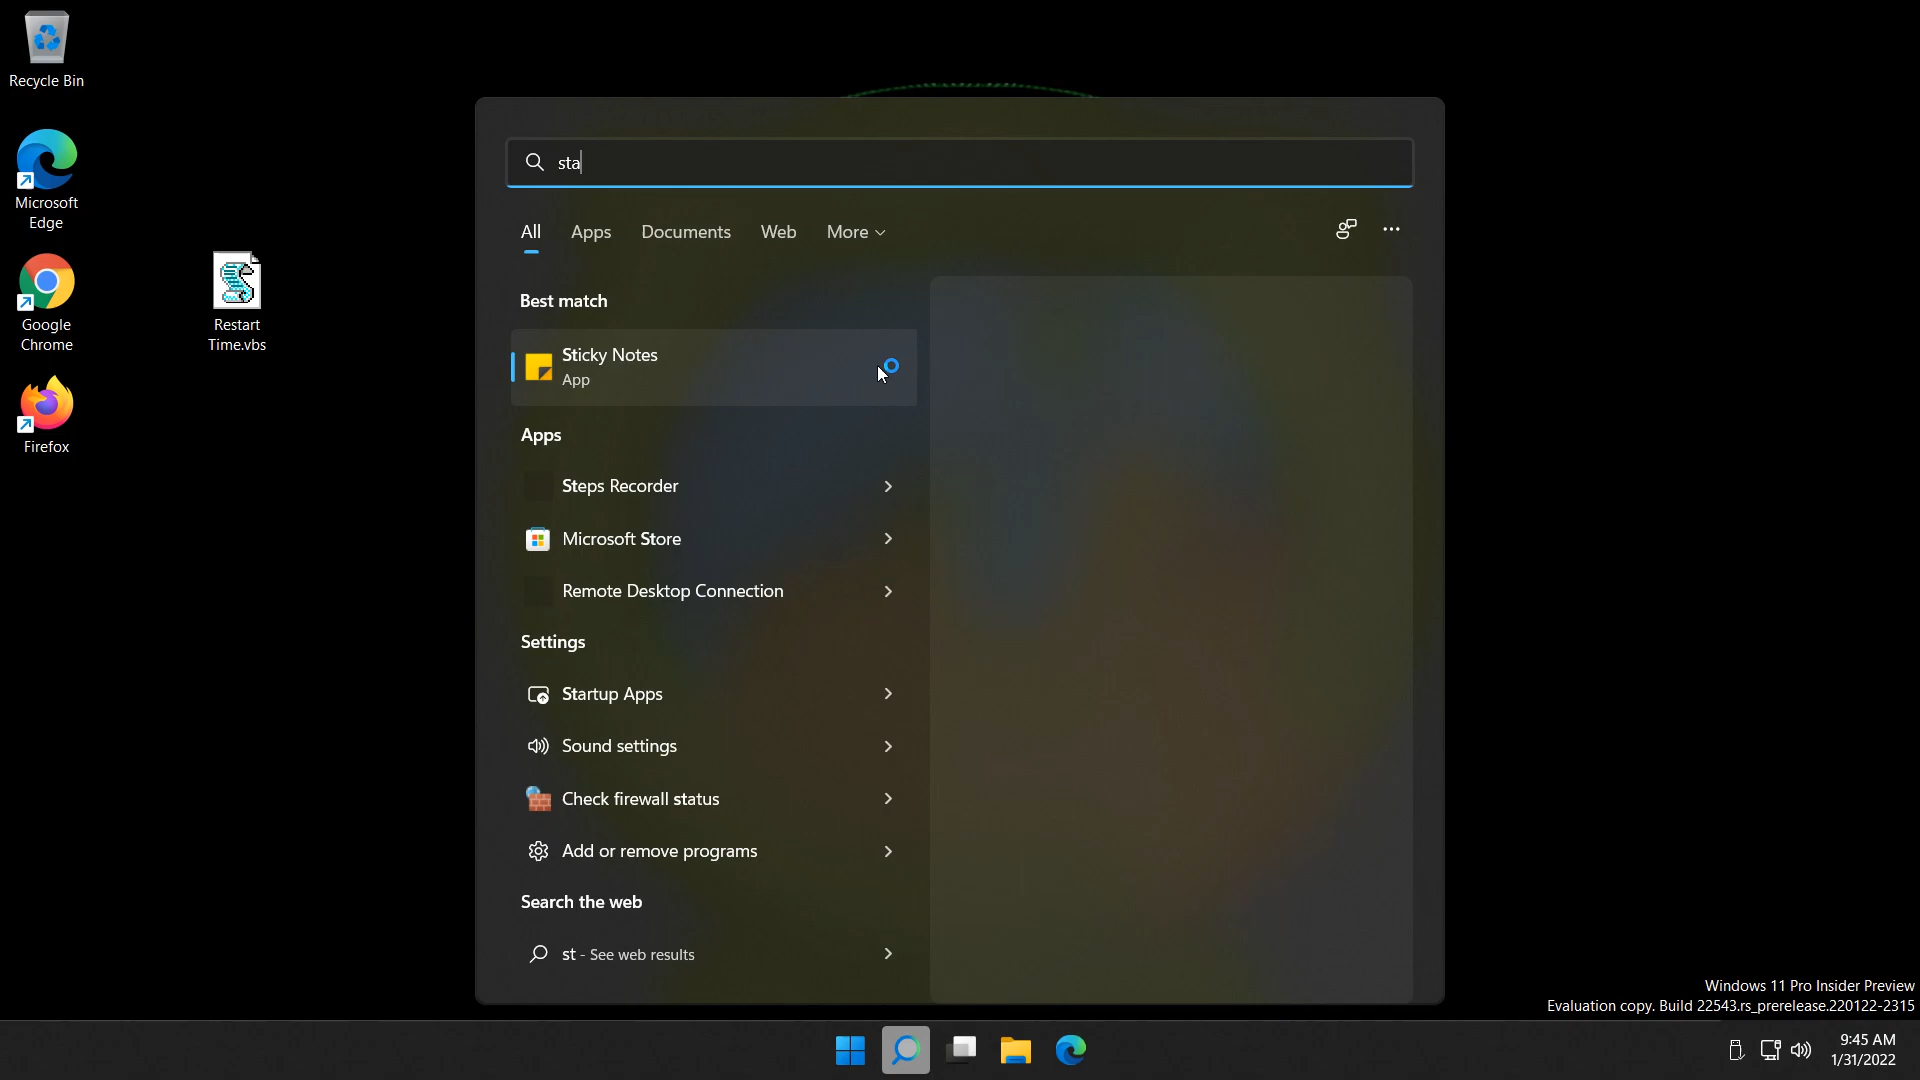 Recycle Bin
Microsoft
Edge
Google
Chrome
Firefox
Restart
Time.vbs
sta
All
Apps
Documents
Web
More
Best match
Sticky Notes
App
Apps
Steps Recorder
Microsoft Store
Remote Desktop Connection
Settings
Startup Apps
Sound settings
Check firewall status
Add or remove programs
Search the web
st - See web results
Windows 11 Pro Insider Preview
Evaluation copy. Build 22543.rs_prerelease.220122-2315
9:45 AM
1/31/2022